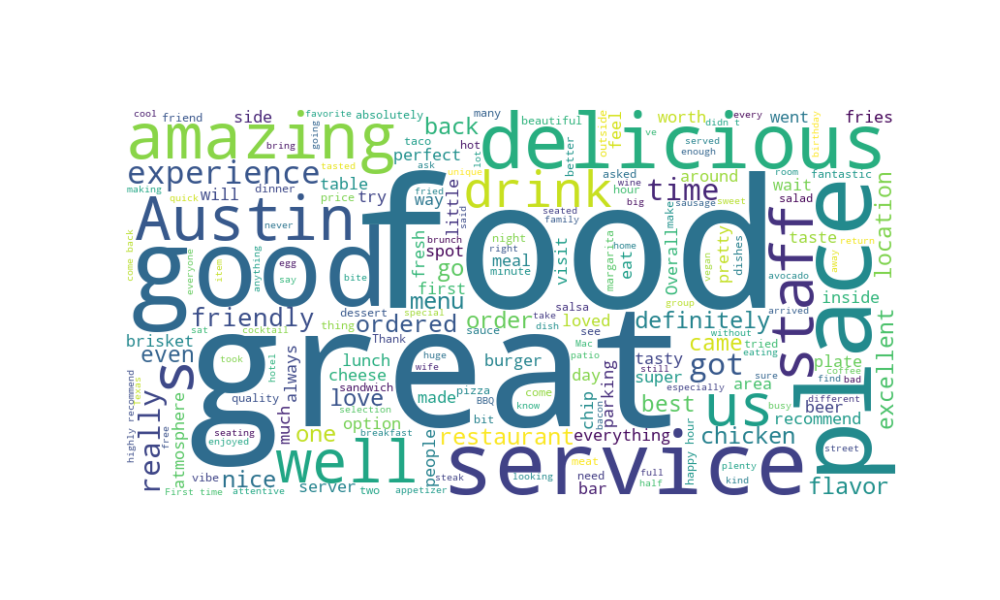 cool
friend
side
favorite
absolutely
many
beautiful
didn t
every
birthday
went
fries
amazing
going
bring
back
hot
delicious
outside
feel
worth
ve
served
enough
taco
perfect
lot
better
ask
asked
around
wait
room
fantastic
experience
tasted
table
fried
unique
drink
hour
wine
time
coffee
salad
making
quick
will
dinner
price
try
way
little
said
big
sausage
make
sweet
Austin
never
food
seated
family
staff
taste
return
place
location
come back
everyone
item
anything
egg
say
good
bite
fresh
brunch
spot
go
night
right
meal
minute
visit
margarita
home
eat
Overall
vegan
pretty
dishes
avocado
away
first
menu
group
arrived
inside
friendly
dessert
special
salsa
thing
ordered
sauce
order
take
dish
loved
see
definitely
without
tried
excellent
brisket
sat
cocktail
Thank
great
Mac
patio
came
eating
find
bad
even
took
hotel
lunch
huge
wife
burger
day
tasty
still
super
got
area
sure
plate
us
quality
always
cheese
sandwich
love
selection
made
pizza
BBQ
come
know
bit
chip
bacon
parking
especially
best
different
beer
highly recommend
Texas
really
free
atmosphere
seating
enjoyed
much
one
option
breakfast
people
restaurant
everything
happy hour
chicken
busy
recommend
street
well
steak
service
meat
need
full
half
plenty
kind
flavor
vibe
nice
First time
attentive
server
two
appetizer
looking
bar